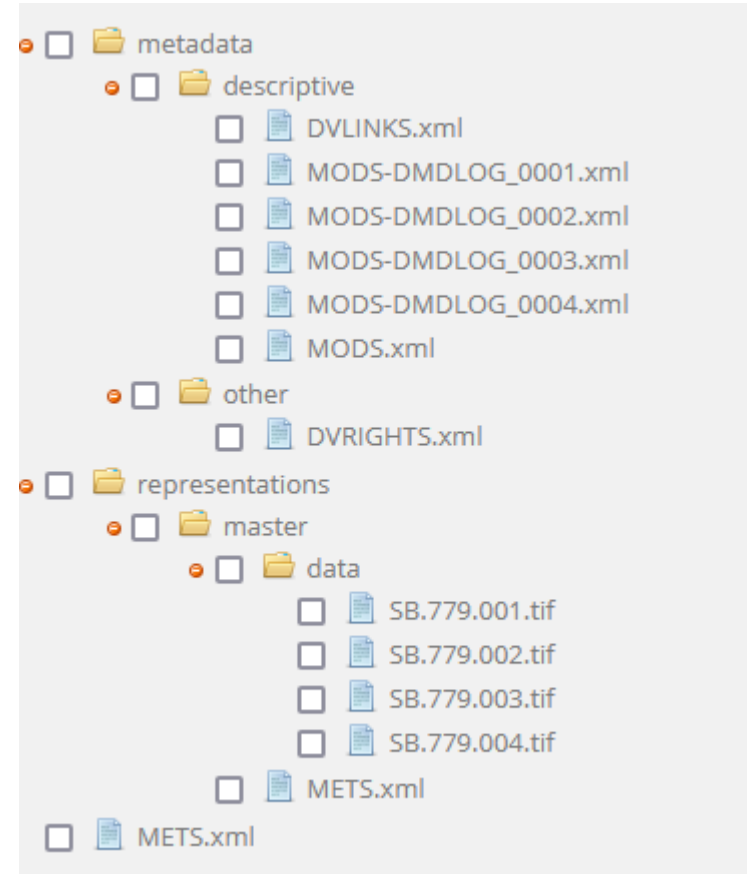 metadata
descriptive
DVLINKS.xml
MODS-DMDLOG_0001.xml
MODS-DMDLOG_0002.xml
MODS-DMDLOG_0003.xml
MODS-DMDLOG_0004.xml
MODS.xml
other
DVRIGHTS.xml
representations
master
data
SB.779.001.tif
SB.779.002.tif
SB.779.003.tif
SB.779.004.tif
METS.xml
METS.xml